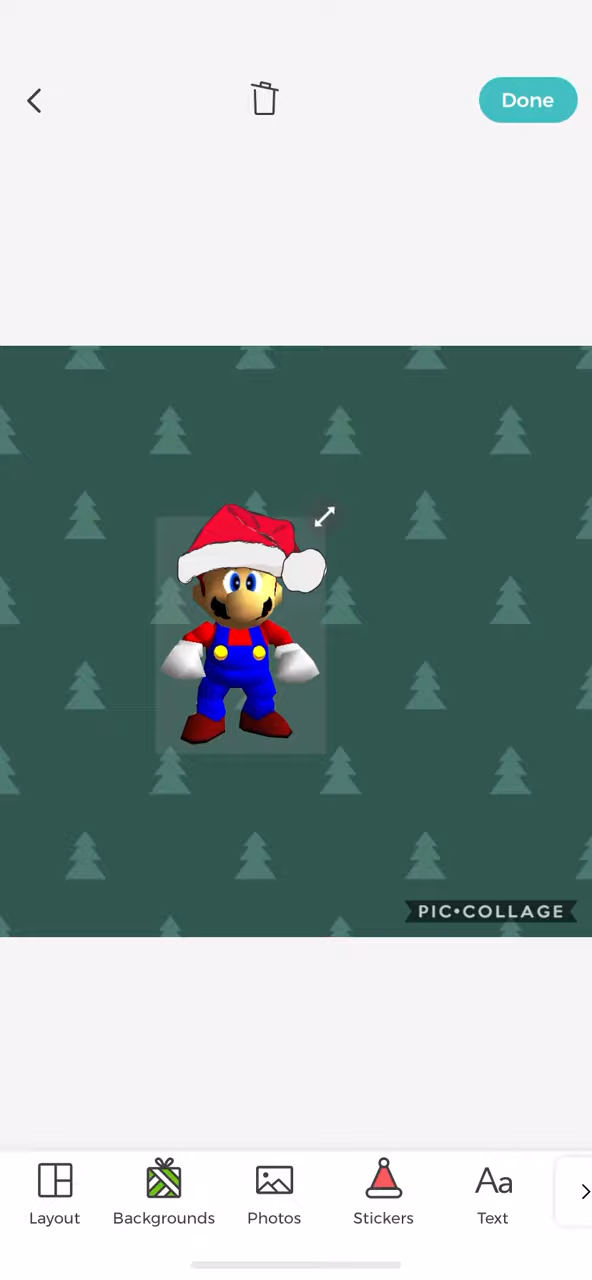 Done
PIC•COLLAGE
Layout
Backgrounds
Photos
Stickers
Aa
Text